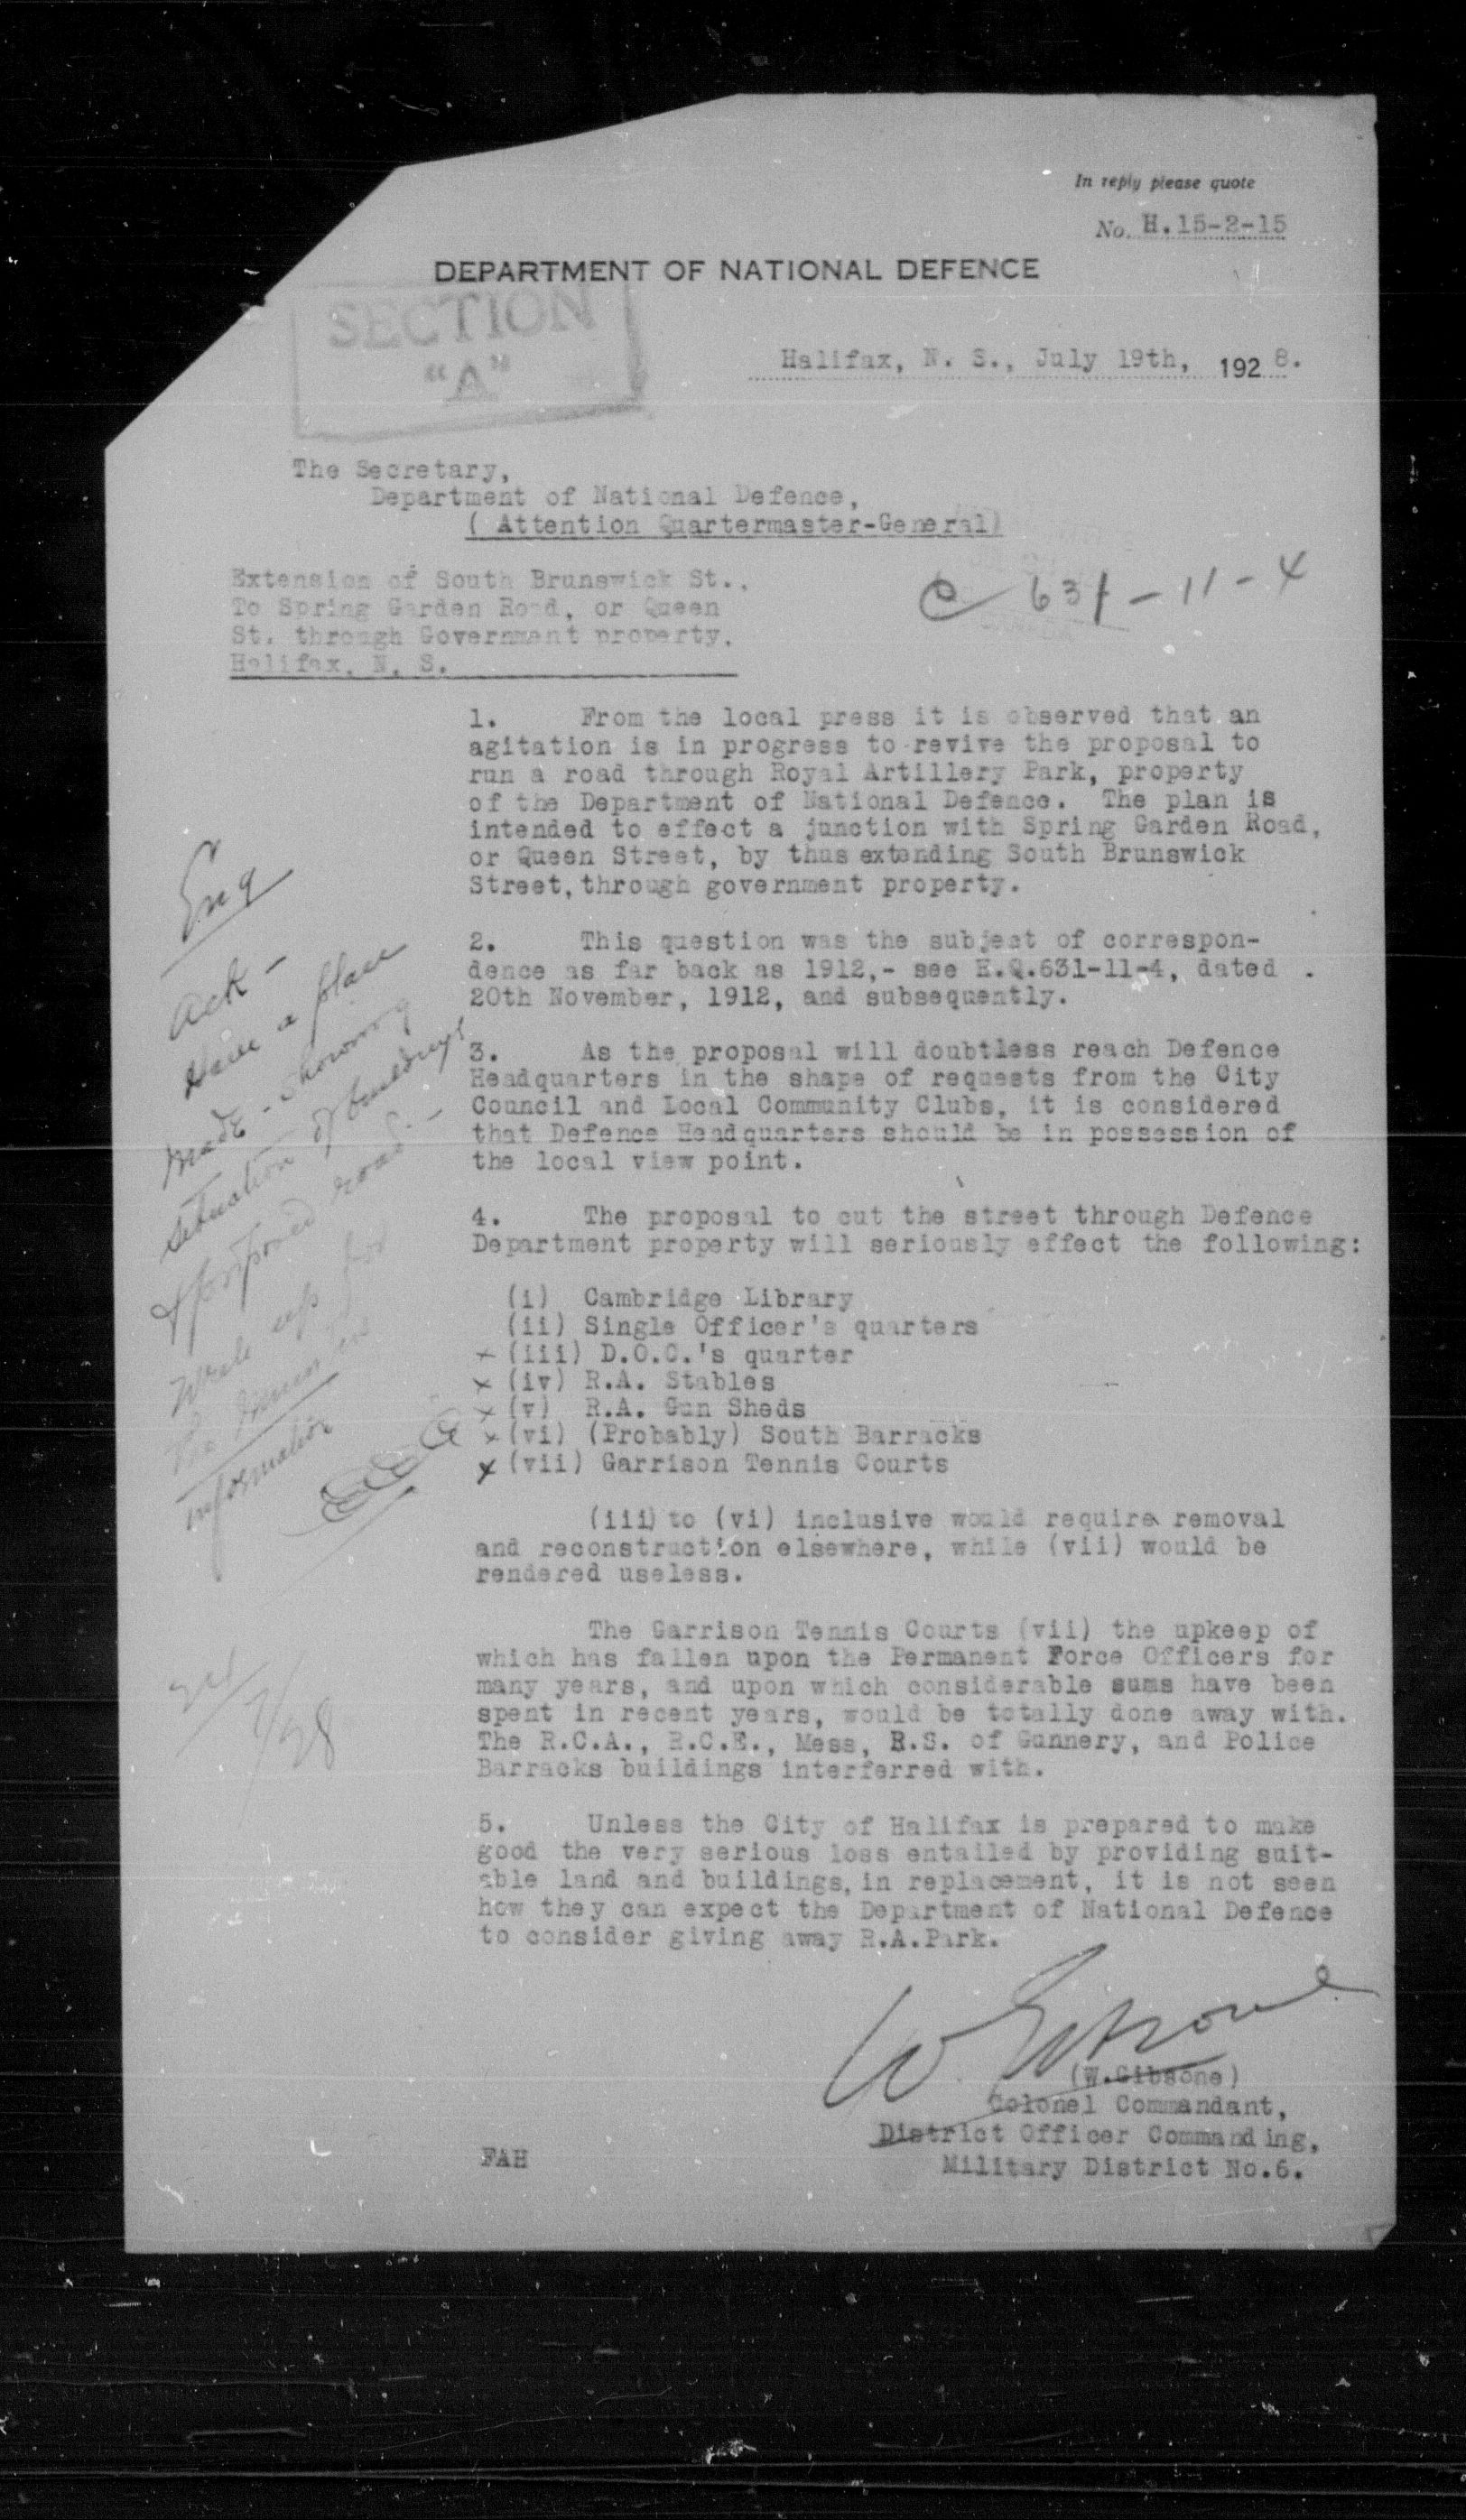 In reply please quote
No. H.15-2-15
DEPARTMENT OF NATIONAL DEFENCE
SECTION
"A"
Halifax, N. S., July 19th, 1928.
The Secretary,
Department of National Defence,
( Attention Quartermaster-General)
Extension of South Brunswick St.,
To Spring Garden Road, or Queen
St. through Government property,
Halifax, N. S.
C 631-11-4
1. From the local press it is observed that an
agitation is in progress to revive the proposal to
run a road through Royal Artillery Park, property
of the Department of National Defence. The plan is
intended to effect a junction with Spring Garden Road,
or Queen Street, by thus extending South Brunswick
Street, through government property.
2. This question was the subject of correspon-
dence as far back as 1912,- see H.Q.631-11-4, dated
20th November, 1912, and subsequently.
3. As the proposal will doubtless reach Defence
Headquarters in the shape of requests from the City
Council and Local Community Clubs, it is considered
that Defence Headquarters should be in possession of
the local view point.
4. The proposal to cut the street through Defence
Department property will seriously effect the following:
(i) Cambridge Library
(ii) Single Officer's quarters
x (iii) D.O.C.'s quarter
x (iv) R.A. Stables
x (v) R.A. Gun Sheds
x (vi) (Probably) South Barracks
x (vii) Garrison Tennis Courts
(iii) to (vi) inclusive would require removal
and reconstruction elsewhere, while (vii) would be
rendered useless.
The Garrison Tennis Courts (vii) the upkeep of
which has fallen upon the Permanent Force Officers for
many years, and upon which considerable sums have been
spent in recent years, would be totally done away with.
The R.C.A., R.C.E., Mess, R.S. of Gunnery, and Police
Barracks buildings interferred with.
5. Unless the City of Halifax is prepared to make
good the very serious loss entailed by providing suit-
able land and buildings, in replacement, it is not seen
how they can expect the Department of National Defence
to consider giving away R.A.Park.
W Gibsone
(W.Gibsone)
Colonel Commandant,
District Officer Commanding,
Military District No.6.
FAH
Eng
Ack -
Have a plan
made - showing
situation of buildings
& proposed road. -
Write up for
the
information